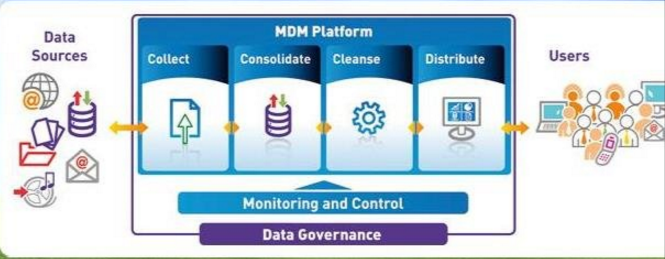 Data
Sources
MDM Platform
Collect
Consolidate
Cleanse
Distribute
Users
Monitoring and Control
Data Governance